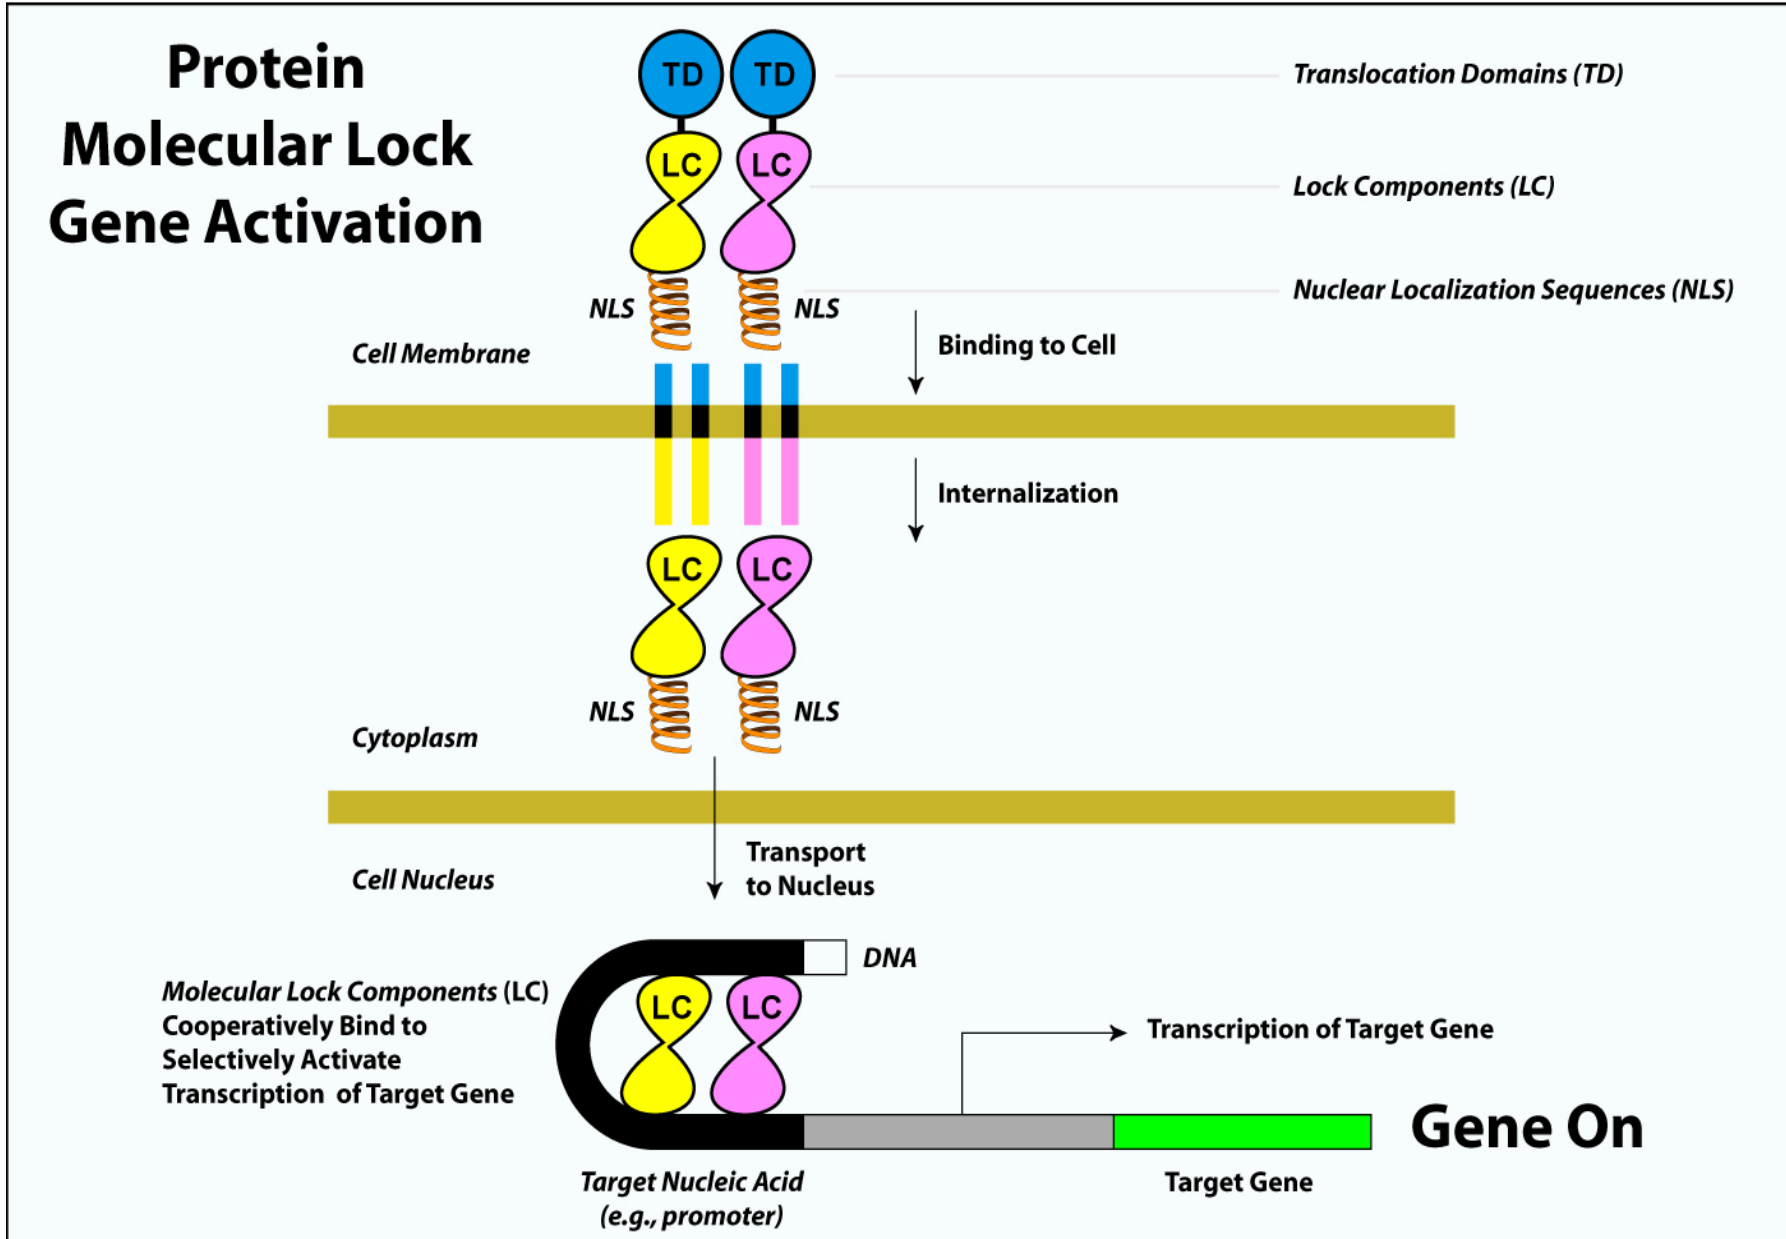 Protein
Molecular Lock
Gene Activation
TD
TD
Translocation Domains (TD)
LC
LC
Lock Components (LC)
NLS
NLS
Nuclear Localization Sequences (NLS)
Cell Membrane
Binding to Cell
Internalization
LC
LC
NLS
NLS
Cytoplasm
Cell Nucleus
Transport
to Nucleus
DNA
Molecular Lock Components (LC)
Cooperatively Bind to
Selectively Activate
Transcription of Target Gene
LC
LC
Transcription of Target Gene
Gene On
Target Nucleic Acid
(e.g., promoter)
Target Gene